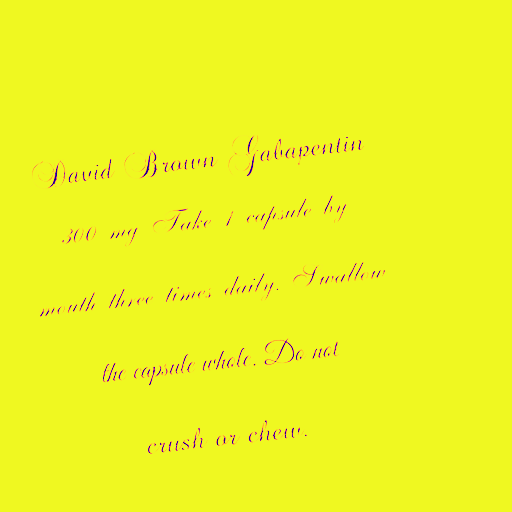 David Brown Gabapentin
300 mg Take 1 capsule by
mouth three times daily. Swallow
the capsule whole. Do not
crush or chew.